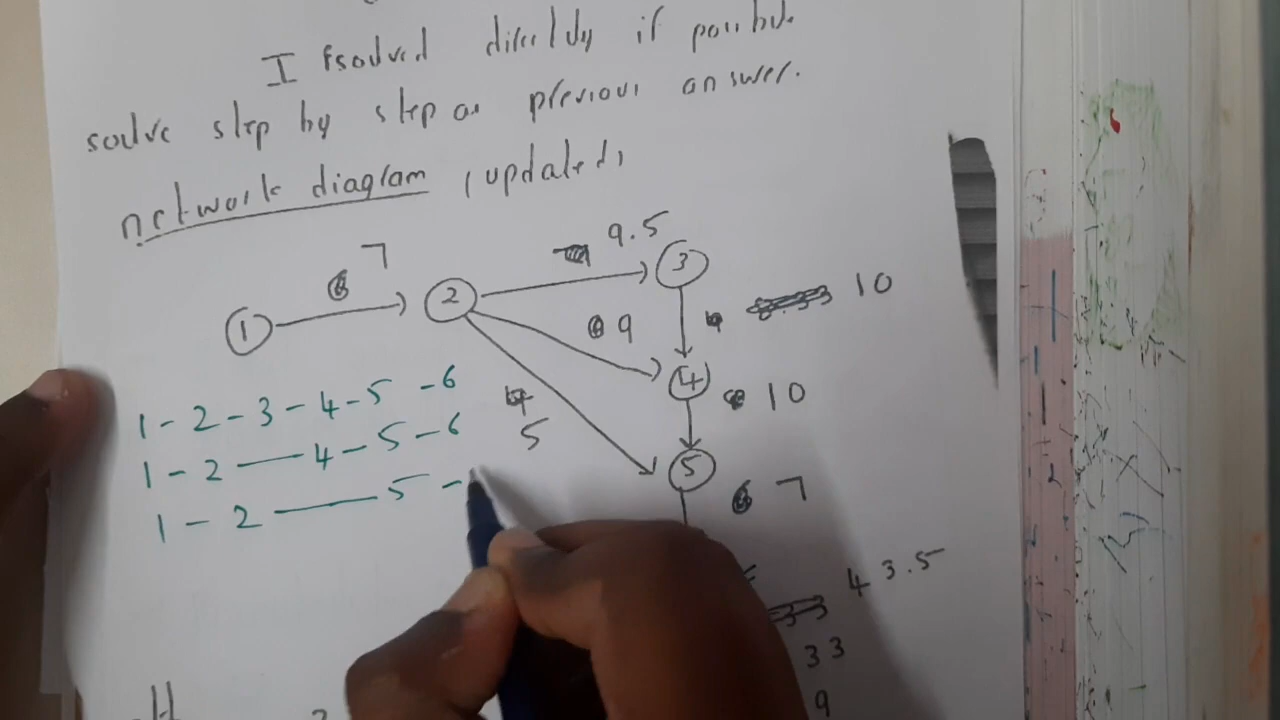 I solved directly if possible
solve step by step as previous answer.
network diagram (updated)
7
9.5
1
2
3
9
10
4
10
5
5
7
1 - 2 - 3 - 4 - 5 - 6
1 - 2 — 4 - 5 - 6
1 - 2 — 5 -
43.5
33
9